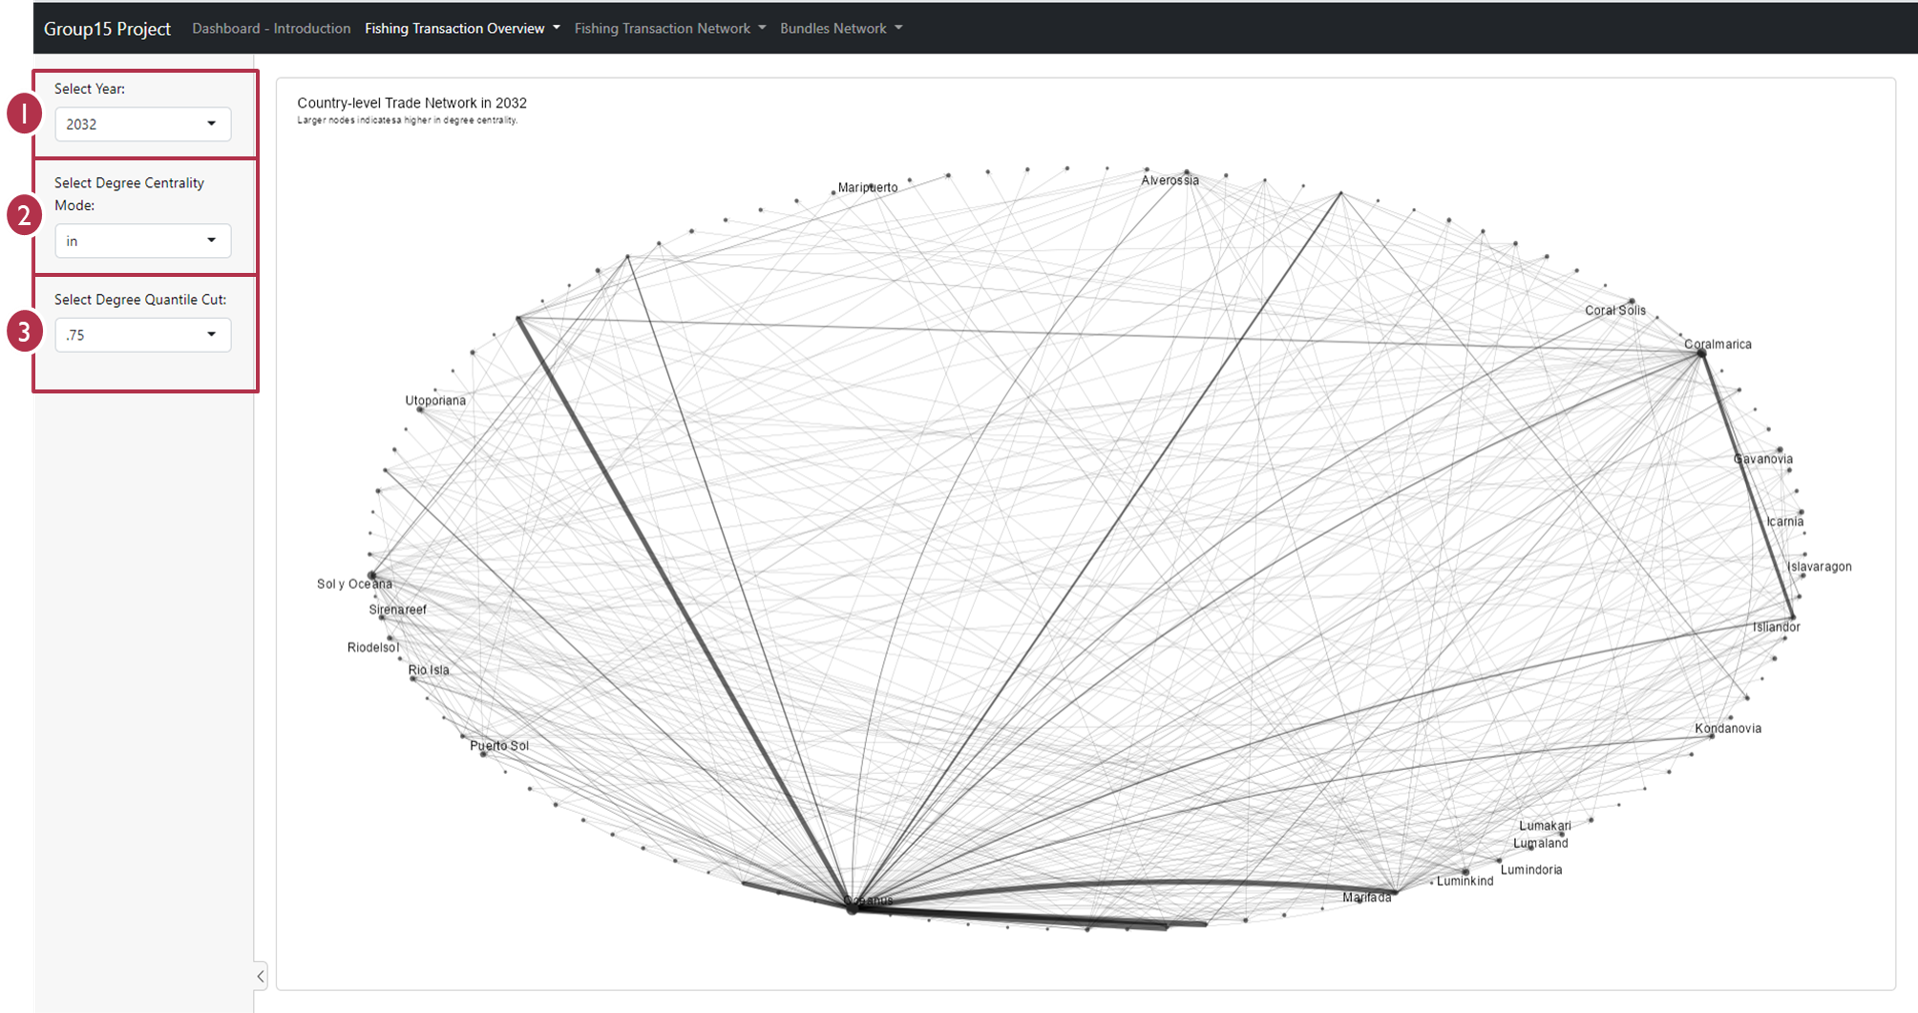 Group15 Project Dashboard - Introduction Fishing Transaction Overview Fishing Transaction Network Bundles Network
1
Select Year:
2032
2
Select Degree Centrality
Mode:
in
3
Select Degree Quantile Cut:
.75
Country-level Trade Network in 2032
Larger nodes indicatesa higher in degree centrality.
Alverossia
Maripuerto
Coral Solis
Coralmarica
Utoporiana
Gavanovia
Icarnia
Islavaragon
Sol y Oceana
Sirenareef
Isliandor
Riodelsol
Rio Isla
Kondanovia
Puerto Sol
Lumakari
Lumaland
Lumindoria
Luminkind
Marifada
Oceanus